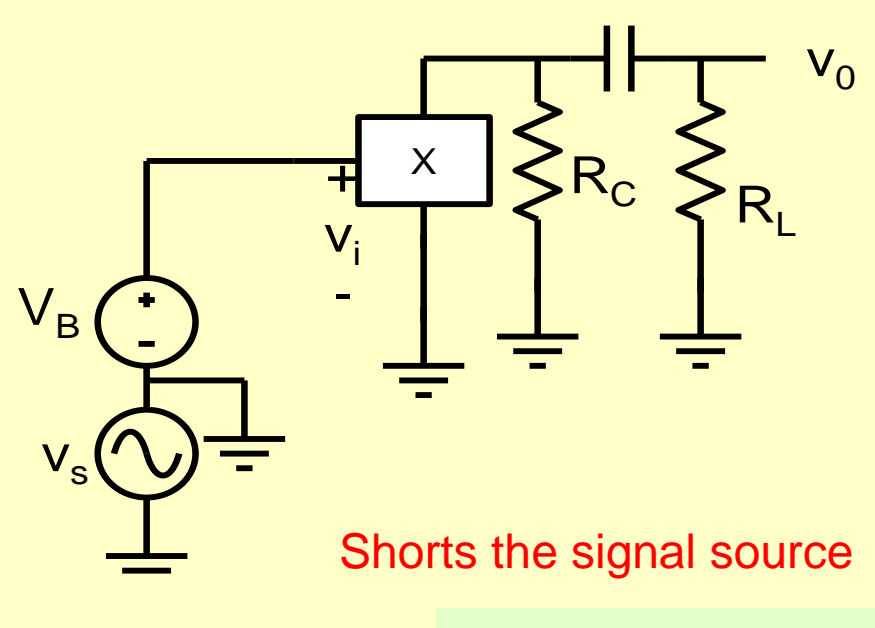 v0
X
+
RC
RL
vi
-
VB
+
-
vs
Shorts the signal source